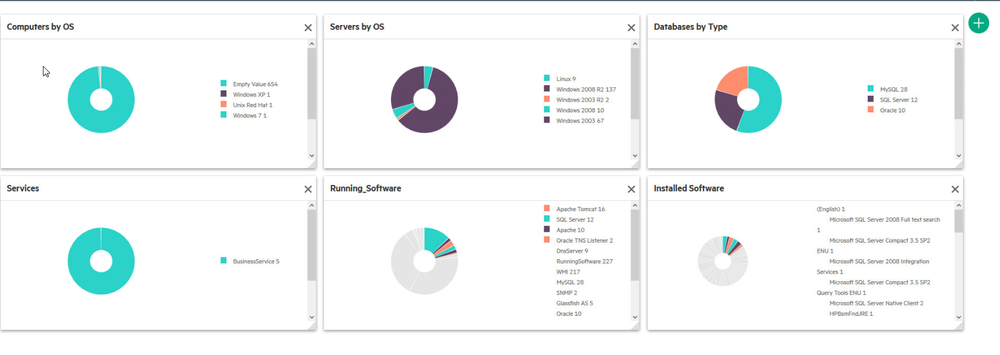 Computers by OS
Empty Value 654
Windows XP 1
Unix Red Hat 1
Windows 7 1
Servers by OS
Linux 9
Windows 2008 R2 137
Windows 2003 R2 2
Windows 2008 10
Windows 2003 67
Databases by Type
MySQL 28
SQL Server 12
Oracle 10
Services
BusinessService 5
Running_Software
Apache Tomcat 16
SQL Server 12
Apache 10
Oracle TNS Listener 2
DnsServer 9
RunningSoftware 227
WMI 217
MySQL 28
SNMP 2
Glassfish AS 5
Oracle 10
Installed Software
(English) 1
Microsoft SQL Server 2008 Full text search
1
Microsoft SQL Server Compact 3.5 SP2
ENU 1
Microsoft SQL Server 2008 Integration
Services 1
Microsoft SQL Server Compact 3.5 SP2
Query Tools ENU 1
Microsoft SQL Server Native Client 2
HPBsmFndJRE 1